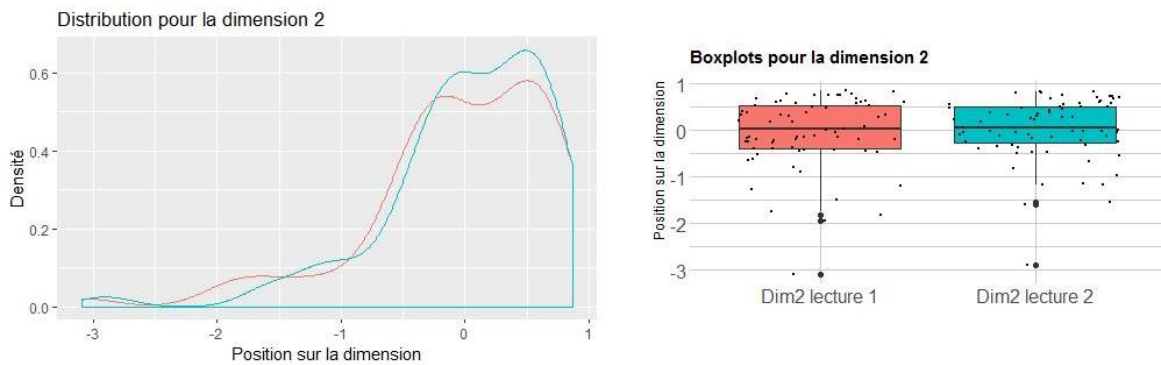 Distribution pour la dimension 2
Densité
0.6
0.4
0.2
0.0
-3
-2
-1
0
1
Position sur la dimension
Boxplots pour la dimension 2
Position sur la dimension
1
0
-1
-2
-3
Dim2 lecture 1
Dim2 lecture 2